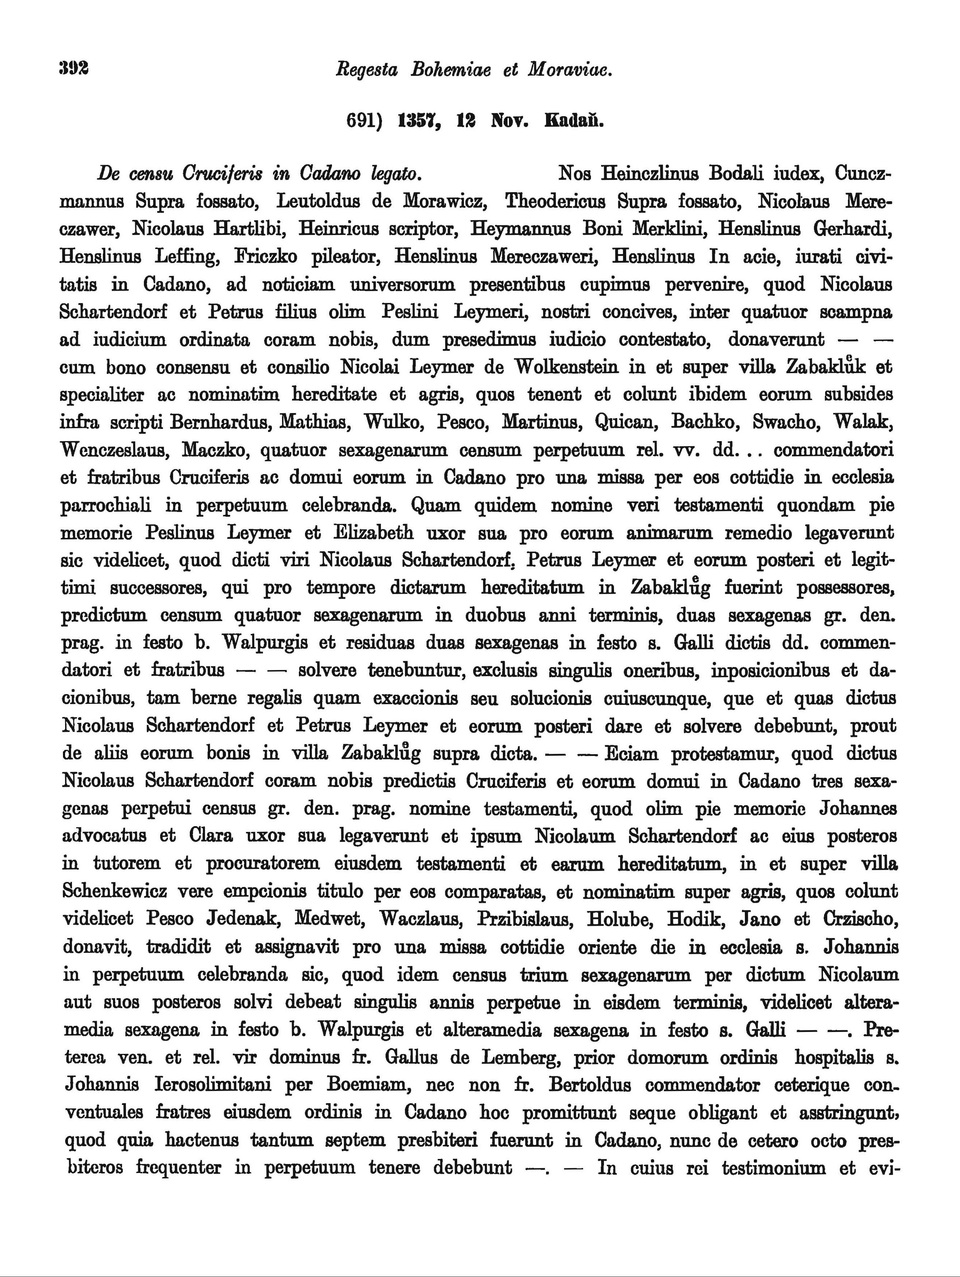 392 Regesta Bohemiae et Moraviae.
691) 1357, 12 Nov. Kadaň.
De censu Cruciferis in Cadano legato. Nos Heinczlinus Bodali iudex, Cuncz-
mannus Supra fossato, Leutoldus de Morawicz, Theodericus Supra fossato, Nicolaus Mere-
czawer, Nicolaus Hartlibi, Heinricus scriptor, Heymannus Boni Merklini, Henslinus Gerhardi,
Henslinus Leffing, Friczko pileator, Henslinus Mereczaweri, Henslinus In acie, iurati civi-
tatis in Cadano, ad noticiam universorum presentibus cupimus pervenire, quod Nicolaus
Schartendorf et Petrus filius olim Peslini Leymeri, nostri concives, inter quatuor scampna
ad iudicium ordinata coram nobis, dum presedimus iudicio contestato, donaverunt — —
cum bono consensu et consilio Nicolai Leymer de Wolkenstein in et super villa Zabaklůk et
specialiter ac nominatim hereditate et agris, quos tenent et colunt ibidem eorum subsides
infra scripti Bernhardus, Mathias, Wulko, Pesco, Martinus, Quican, Bachko, Swacho, Walak,
Wenczeslaus, Maczko, quatuor sexagenarum censum perpetuum rel. vv. dd. . . commendatori
et fratribus Cruciferis ac domui eorum in Cadano pro una missa per eos cottidie in ecclesia
parrochiali in perpetuum celebranda. Quam quidem nomine veri testamenti quondam pie
memorie Peslinus Leymer et Elizabeth uxor sua pro eorum animarum remedio legaverunt
sic videlicet, quod dicti viri Nicolaus Schartendorf, Petrus Leymer et eorum posteri et legit-
timi successores, qui pro tempore dictarum hereditatum in Zabaklůg fuerint possessores,
predictum censum quatuor sexagenarum in duobus anni terminis, duas sexagenas gr. den.
prag. in festo b. Walpurgis et residuas duas sexagenas in festo s. Galli dictis dd. commen-
datori et fratribus — — solvere tenebuntur, exclusis singulis oneribus, inposicionibus et da-
cionibus, tam berne regalis quam exaccionis seu solucionis cuiuscunque, que et quas dictus
Nicolaus Schartendorf et Petrus Leymer et eorum posteri dare et solvere debebunt, prout
de aliis eorum bonis in villa Zabaklůg supra dicta. — — Eciam protestamur, quod dictus
Nicolaus Schartendorf coram nobis predictis Cruciferis et eorum domui in Cadano tres sexa-
genas perpetui census gr. den. prag. nomine testamenti, quod olim pie memorie Johannes
advocatus et Clara uxor sua legaverunt et ipsum Nicolaum Schartendorf ac eius posteros
in tutorem et procuratorem eiusdem testamenti et earum hereditatum, in et super villa
Schenkewicz vere empcionis titulo per eos comparatas, et nominatim super agris, quos colunt
videlicet Pesco Jedenak, Medwet, Waczlaus, Przibislaus, Holube, Hodik, Jano et Crzischo,
donavit, tradidit et assignavit pro una missa cottidie oriente die in ecclesia s. Johannis
in perpetuum celebranda sic, quod idem census trium sexagenarum per dictum Nicolaum
aut suos posteros solvi debeat singulis annis perpetue in eisdem terminis, videlicet altera-
media sexagena in festo b. Walpurgis et alteramedia sexagena in festo s. Galli — —. Pre-
terea ven. et rel. vir dominus fr. Gallus de Lemberg, prior domorum ordinis hospitalis s.
Johannis Ierosolimitani per Boemiam, nec non fr. Bertoldus commendator ceterique con-
ventuales fratres eiusdem ordinis in Cadano hoc promittunt seque obligant et asstringunt,
quod quia hactenus tantum septem presbiteri fuerunt in Cadano, nunc de cetero octo pres-
biteros frequenter in perpetuum tenere debebunt —. — In cuius rei testimonium et evi-